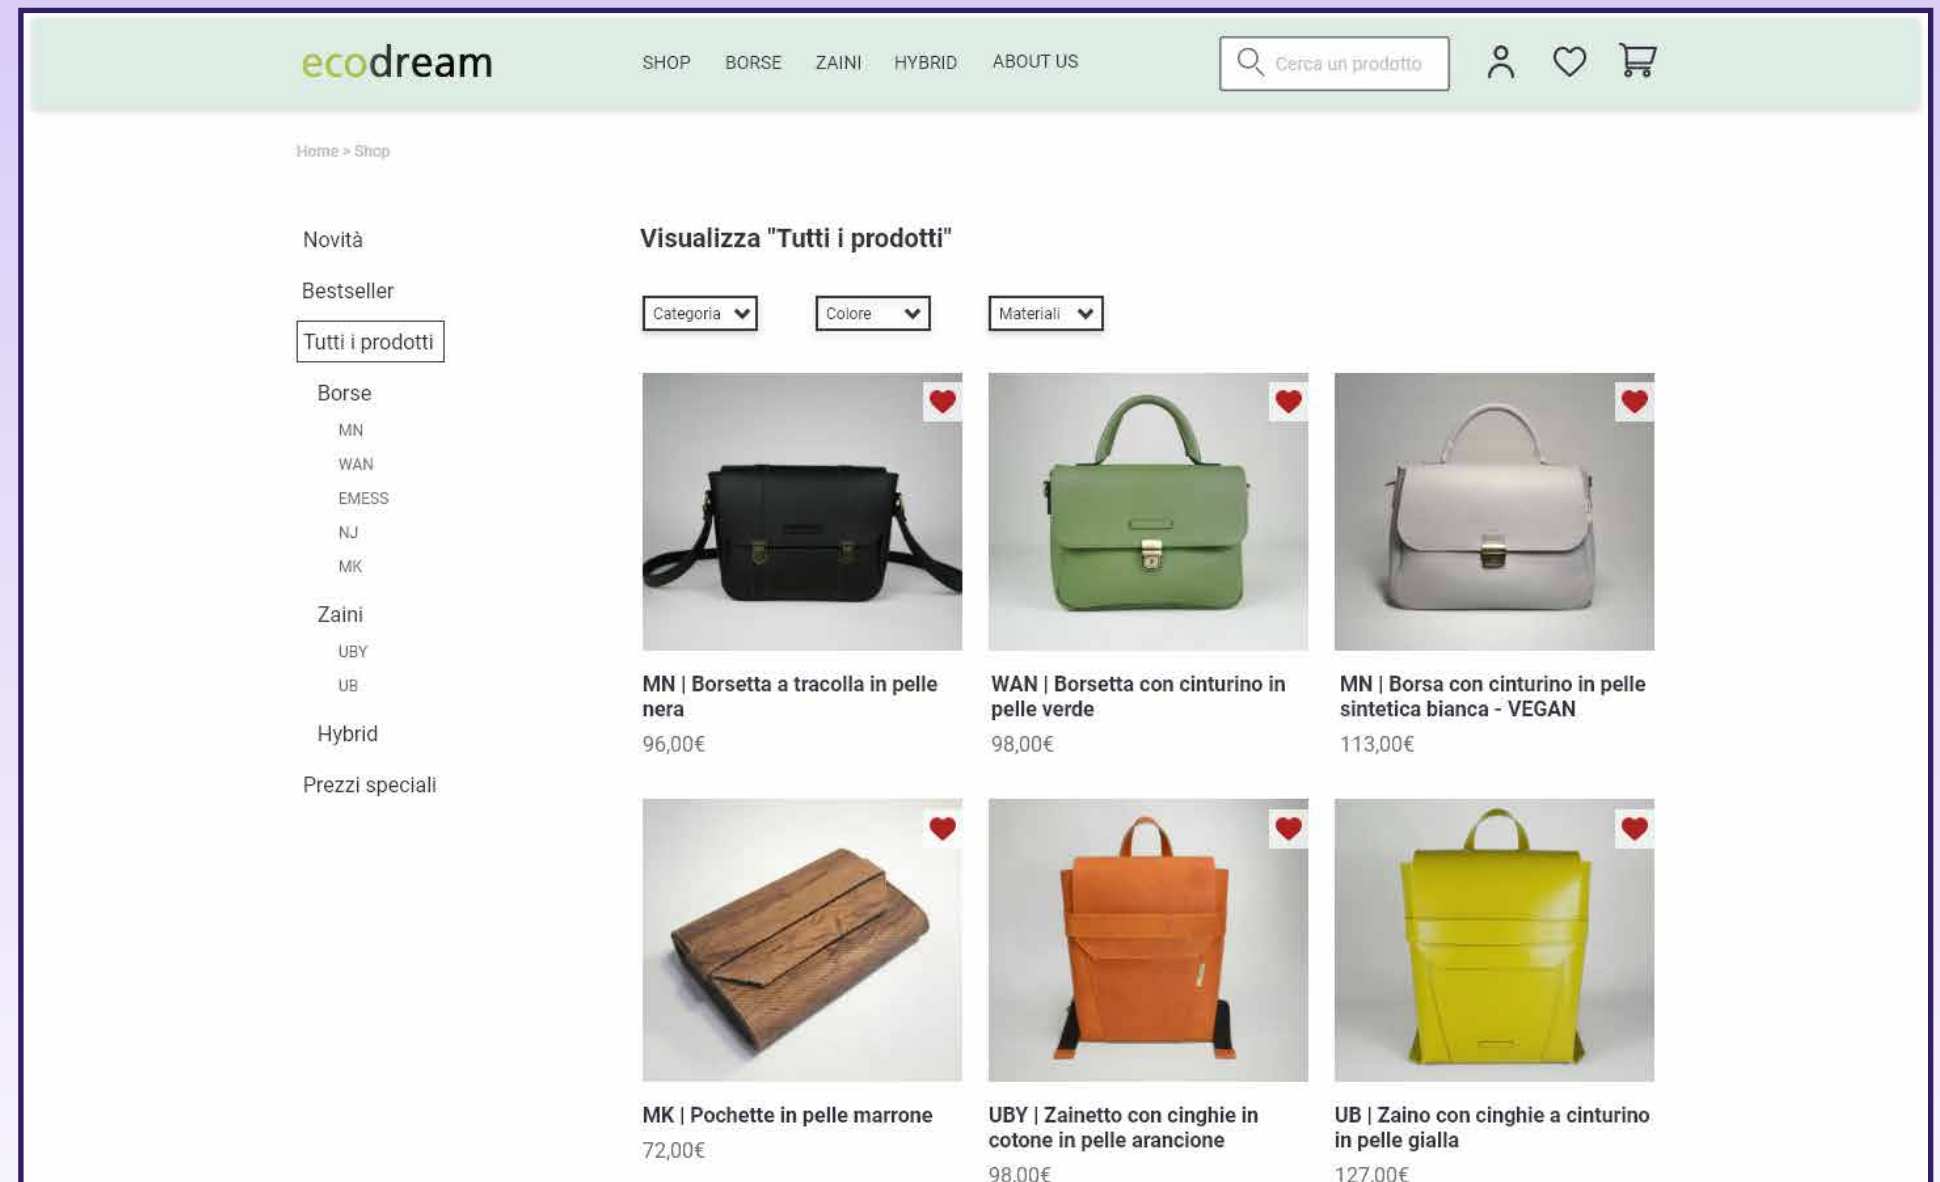 ecodream
SHOP BORSE ZAINI HYBRID ABOUT US
Cerca un prodotto
Home > Shop
Novità
Bestseller
Tutti i prodotti
Borse
MN
WAN
EMESS
NJ
MK
Zaini
UBY
UB
Hybrid
Prezzi speciali
Visualizza "Tutti i prodotti"
Categoria
Colore
Materiali
MN | Borsetta a tracolla in pelle
nera
96,00€
WAN | Borsetta con cinturino in
pelle verde
98,00€
MN | Borsa con cinturino in pelle
sintetica bianca - VEGAN
113,00€
MK | Pochette in pelle marrone
72,00€
UBY | Zainetto con cinghie in
cotone in pelle arancione
98,00€
UB | Zaino con cinghie a cinturino
in pelle gialla
127,00€